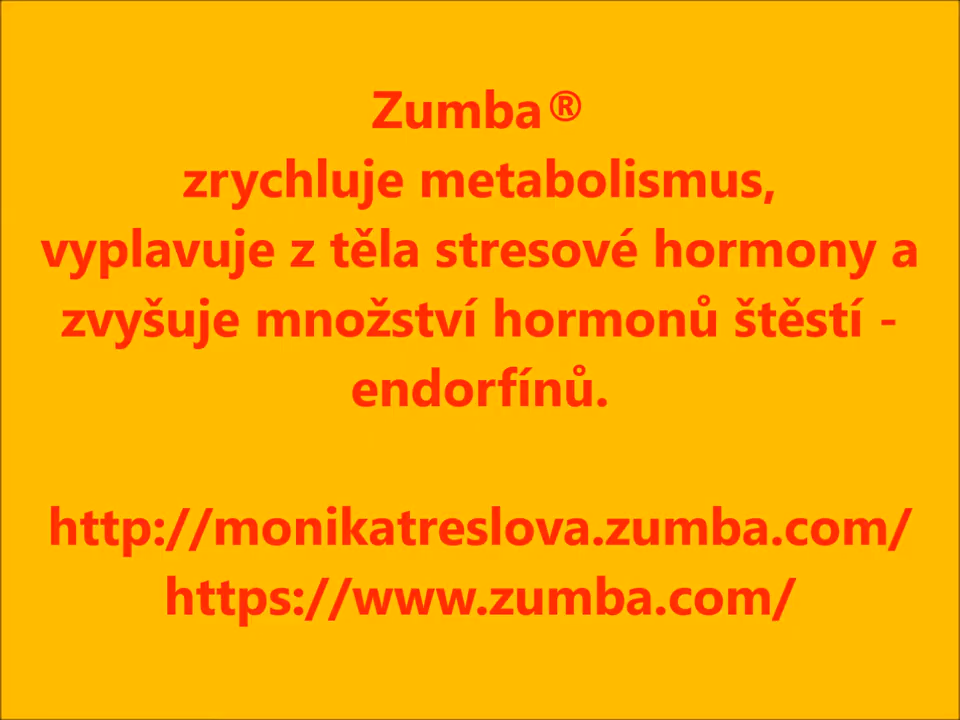 Zumba®
zrychluje metabolismus,
vyplavuje z těla stresové hormony a
zvyšuje množství hormonů štěstí -
endorfínů.
http://monikatreslova.zumba.com/
https://www.zumba.com/